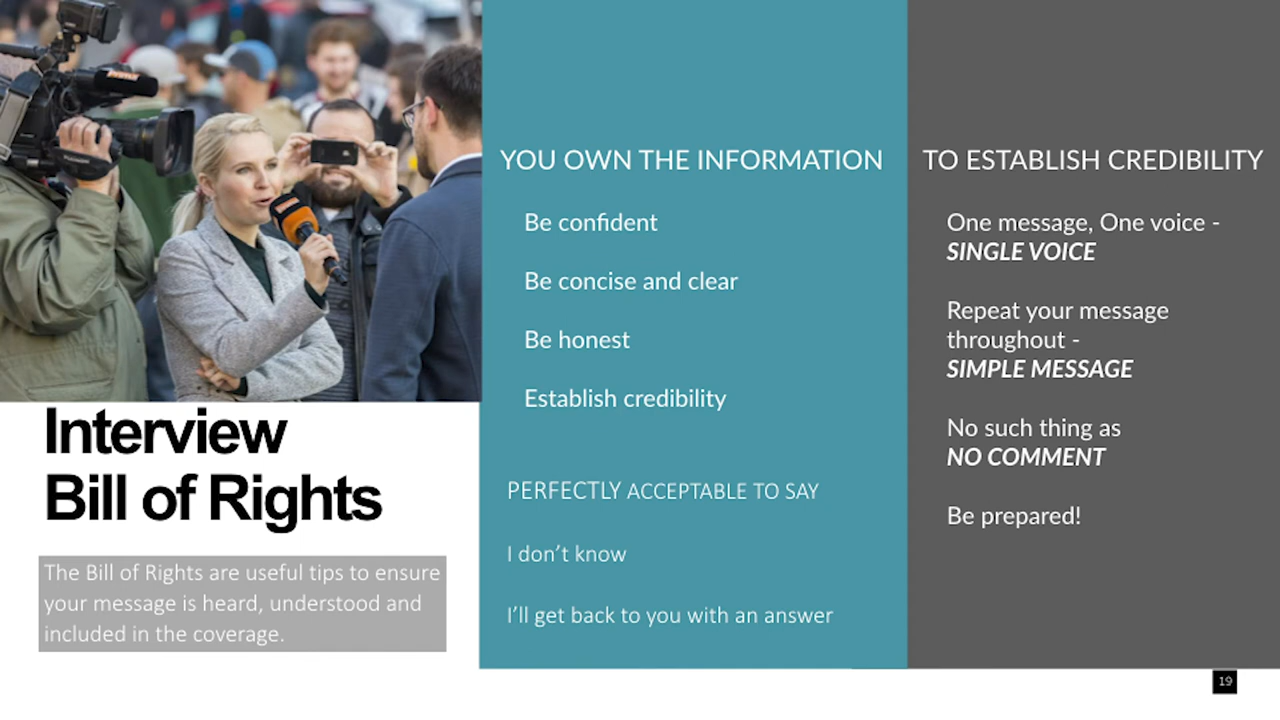 Interview
Bill of Rights
The Bill of Rights are useful tips to ensure
your message is heard, understood and
included in the coverage.
YOU OWN THE INFORMATION
Be confident
Be concise and clear
Be honest
Establish credibility
PERFECTLY ACCEPTABLE TO SAY
I don’t know
I’ll get back to you with an answer
TO ESTABLISH CREDIBILITY
One message, One voice -
SINGLE VOICE
Repeat your message
throughout -
SIMPLE MESSAGE
No such thing as
NO COMMENT
Be prepared!
19